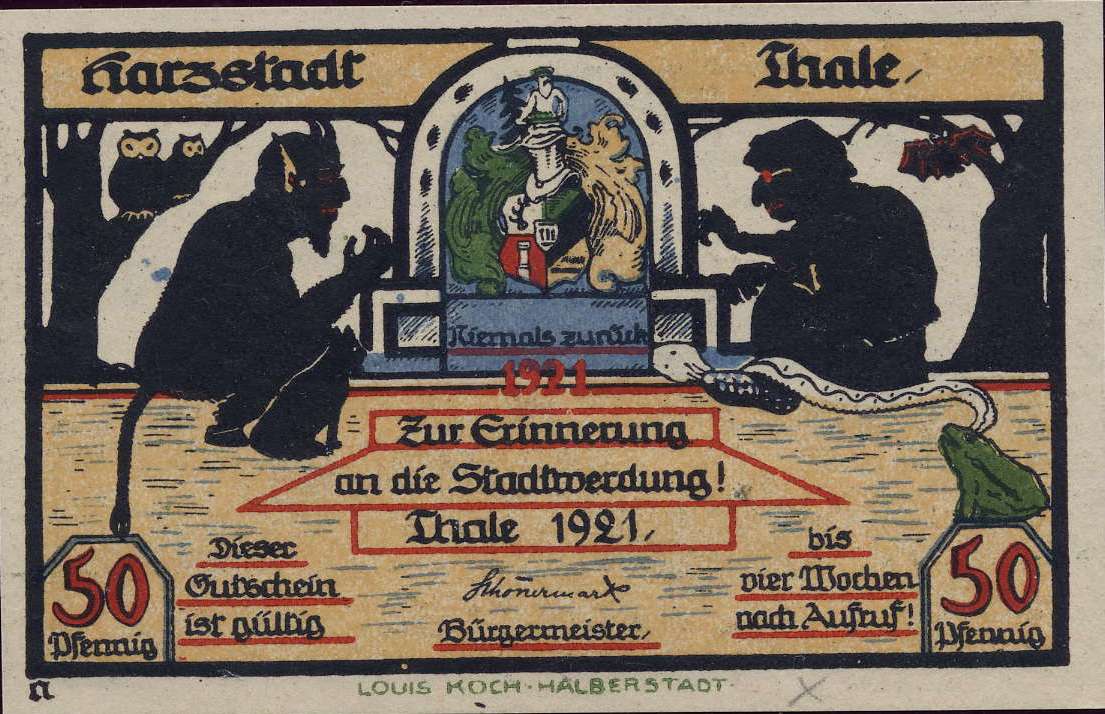 Harzstadt Thale,
Niemals zurück
1921
Zur Erinnerung
an die Stadtwerdung!
Thale 1921,
Dieser
Gutschein
ist gültig
bis
vier Wochen
nach Aufruf!
Schönermark
Bürgermeister,
50
Pfennig
50
Pfennig
n
LOUIS KOCH · HALBERSTADT